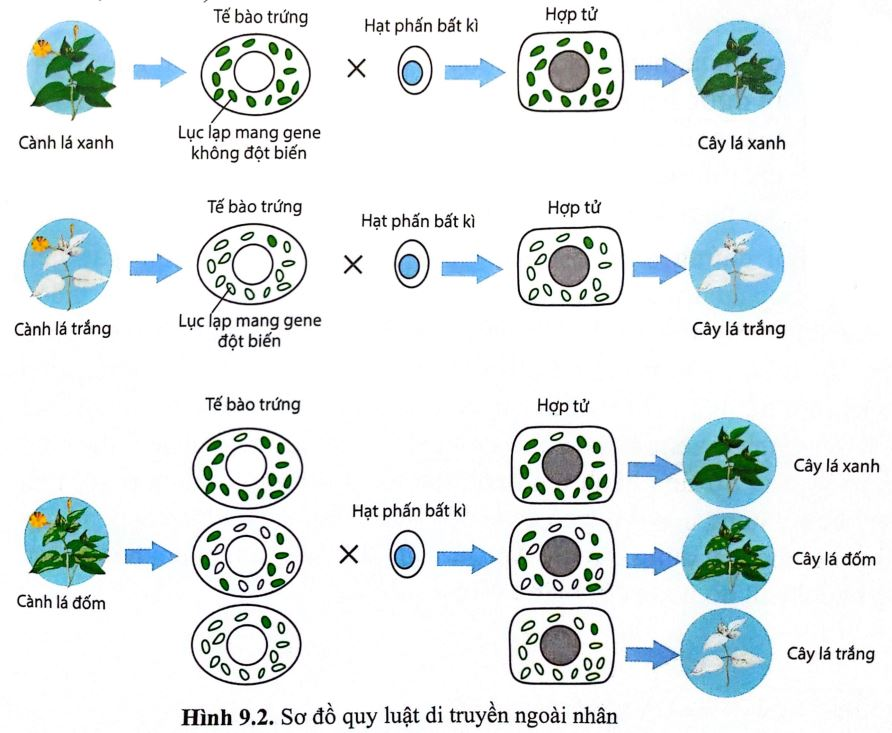 Tế bào trứng
Hạt phấn bất kì
Hợp tử
Lục lạp mang gene
không đột biến
Cành lá xanh
Cây lá xanh
Tế bào trứng
Hạt phấn bất kì
Hợp tử
Lục lạp mang gene
đột biến
Cành lá trắng
Cây lá trắng
Tế bào trứng
Hợp tử
Cây lá xanh
Hạt phấn bất kì
Cành lá đốm
Cây lá đốm
Cây lá trắng
Hình 9.2. Sơ đồ quy luật di truyền ngoài nhân